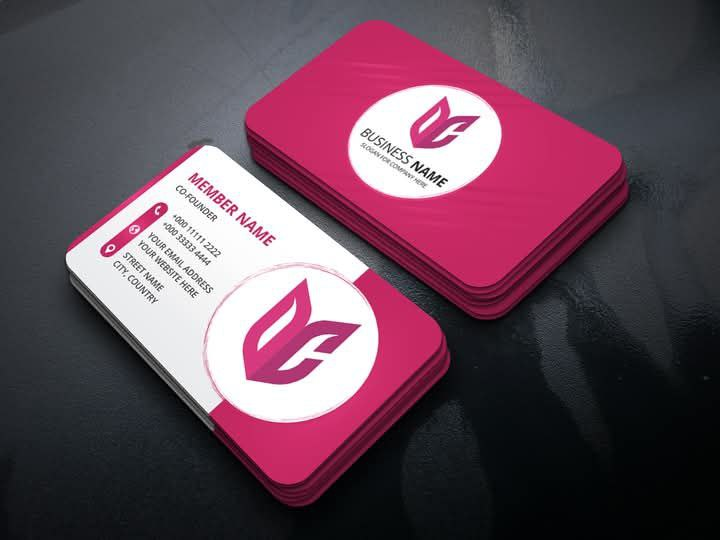 BUSINESS NAME
SLOGAN FOR COMPANY HERE.
MEMBER NAME
CO-FOUNDER
+000 11111 2222
+000 33333 4444
YOUR EMAIL ADDRESS
YOUR WEBSITE HERE
STREET NAME
CITY, COUNTRY